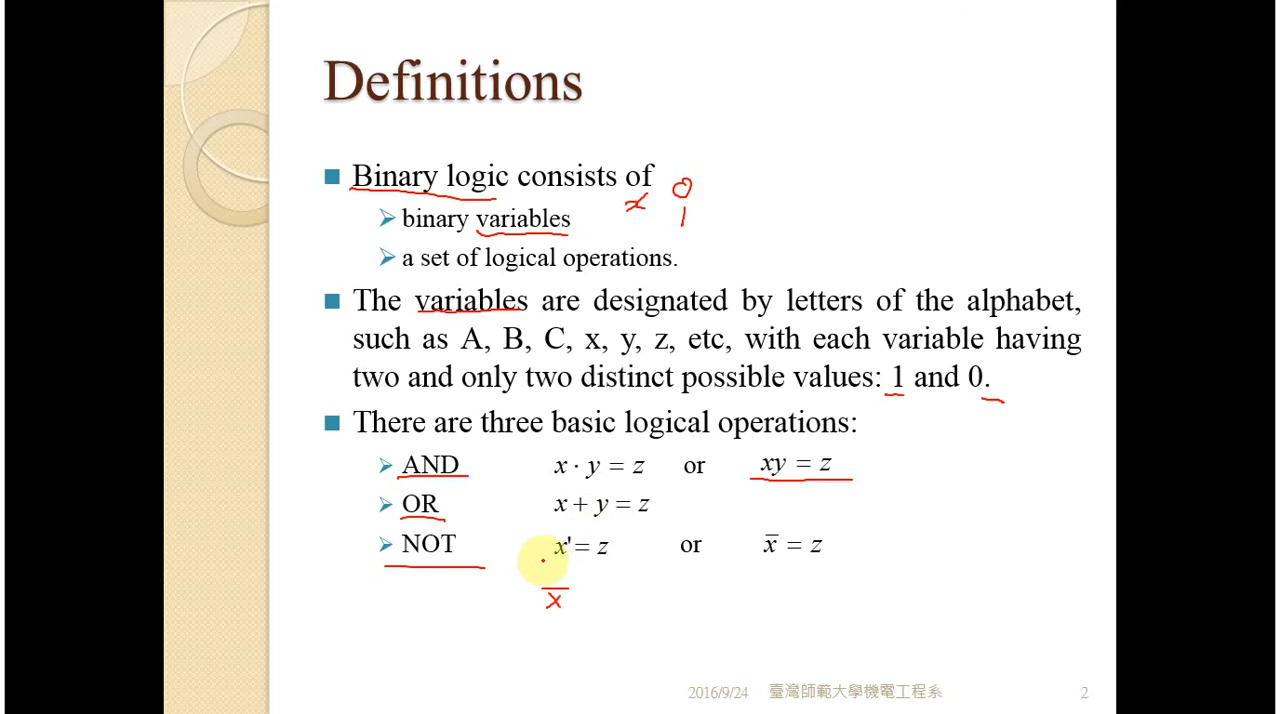 Definitions
Binary logic consists of
x 0
binary variables
1
a set of logical operations.
The variables are designated by letters of the alphabet,
such as A, B, C, x, y, z, etc, with each variable having
two and only two distinct possible values: 1 and 0.
There are three basic logical operations:
AND x · y = z or xy = z
OR x + y = z
NOT x' = z or x̅ = z
x̅
2016/9/24 臺灣師範大學機電工程系 2